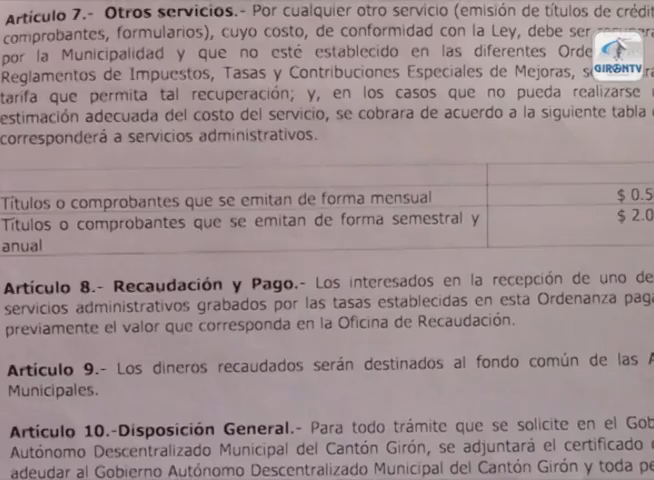 Artículo 7.- Otros servicios.- Por cualquier otro servicio (emisión de títulos de crédit
comprobantes, formularios), cuyo costo, de conformidad con la Ley, debe ser
por la Municipalidad y que no esté establecido en las diferentes Orde
GIRONTV
Reglamentos de Impuestos, Tasas y Contribuciones Especiales de Mejoras, s
tarifa que permita tal recuperación; y, en los casos que no pueda realizarse
estimación adecuada del costo del servicio, se cobrara de acuerdo a la siguiente tabla
corresponderá a servicios administrativos.
Títulos o comprobantes que se emitan de forma mensual $ 0.5
Títulos o comprobantes que se emitan de forma semestral y $ 2.0
anual
Artículo 8.- Recaudación y Pago.- Los interesados en la recepción de uno de
servicios administrativos grabados por las tasas establecidas en esta Ordenanza pag
previamente el valor que corresponda en la Oficina de Recaudación.
Artículo 9.- Los dineros recaudados serán destinados al fondo común de las
Municipales.
Artículo 10.-Disposición General.- Para todo trámite que se solicite en el Gob
Autónomo Descentralizado Municipal del Cantón Girón, se adjuntará el certificado
adeudar al Gobierno Autónomo Descentralizado Municipal del Cantón Girón y toda pe